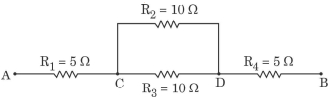 R₂ = 10 Ω
R₁ = 5 Ω
R₄ = 5 Ω
A
C
D
B
R₃ = 10 Ω